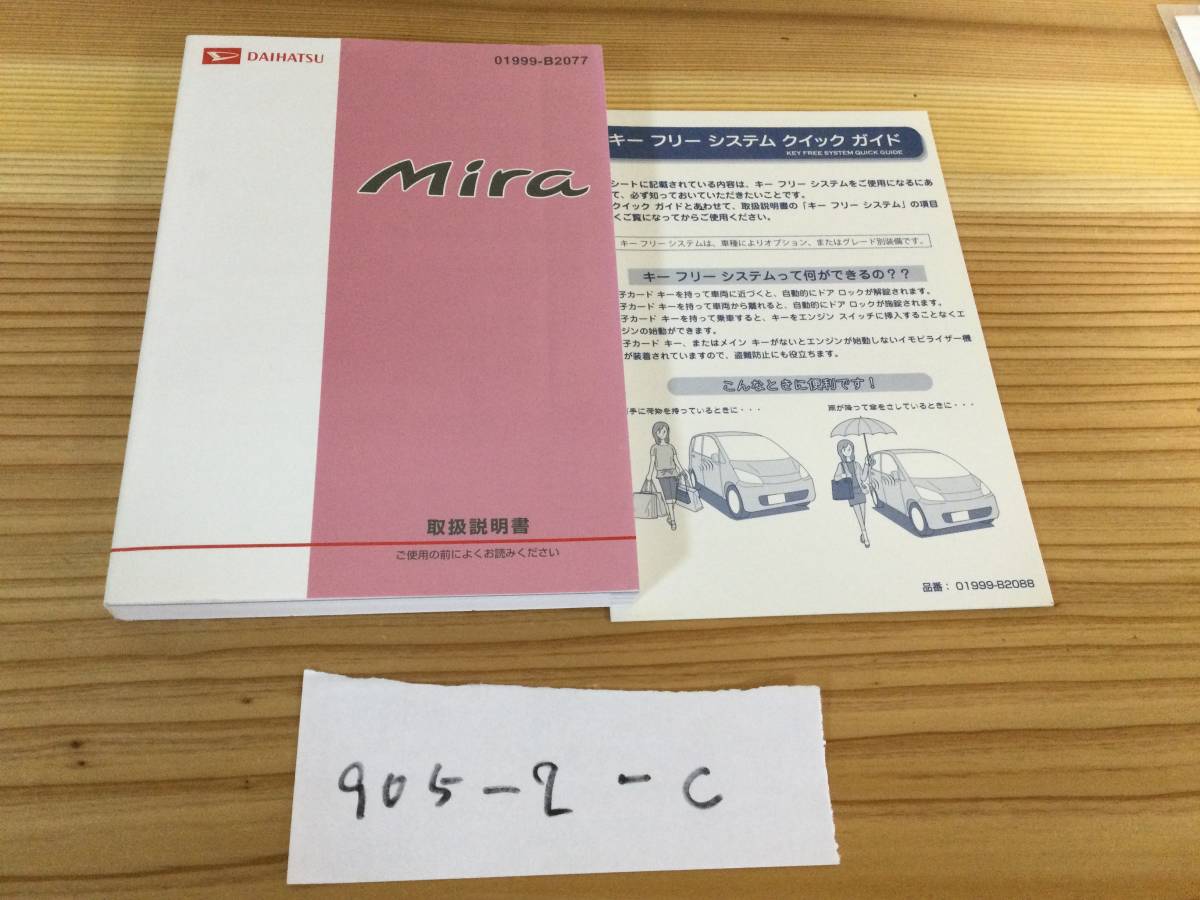 DAIHATSU
01999-B2077
Mira
取扱説明書
ご使用の前によくお読みください
キー フリー システム クイック ガイド
KEY FREE SYSTEM QUICK GUIDE
シートに記載されている内容は、キー フリー システムをご使用になるにあ
て、必ず知っておいていただきたいことです。
クイック ガイドとあわせて、取扱説明書の「キー フリー システム」の項目
くご覧になってからご使用ください。
キー フリー システムは、車種によりオプション、またはグレード別装備です。
キー フリー システムって何ができるの？？
子カード キーを持って車両に近づくと、自動的にドア ロックが解錠されます。
子カード キーを持って車両から離れると、自動的にドア ロックが施錠されます。
子カード キーを持って乗車すると、キーをエンジン スイッチに挿入することなくエ
ンジンの始動ができます。
子カード キー、またはメイン キーがないとエンジンが始動しないイモビライザー機
が装着されていますので、盗難防止にも役立ちます。
こんなときに便利です！
手に荷物を持っているときに・・・
雨が降って傘をさしているときに・・・
品番： 01999-B2088
905-2-C